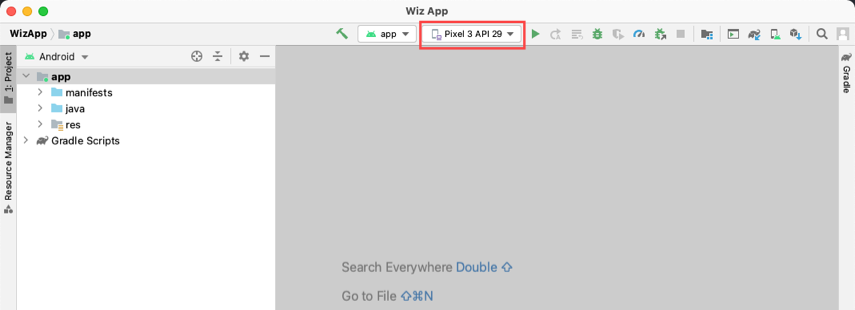 Wiz App
WizApp app
app
Pixel 3 API 29
1: Project
Android
app
manifests
java
res
Gradle Scripts
Resource Manager
Gradle
Search Everywhere Double ⇧
Go to File ⇧⌘N